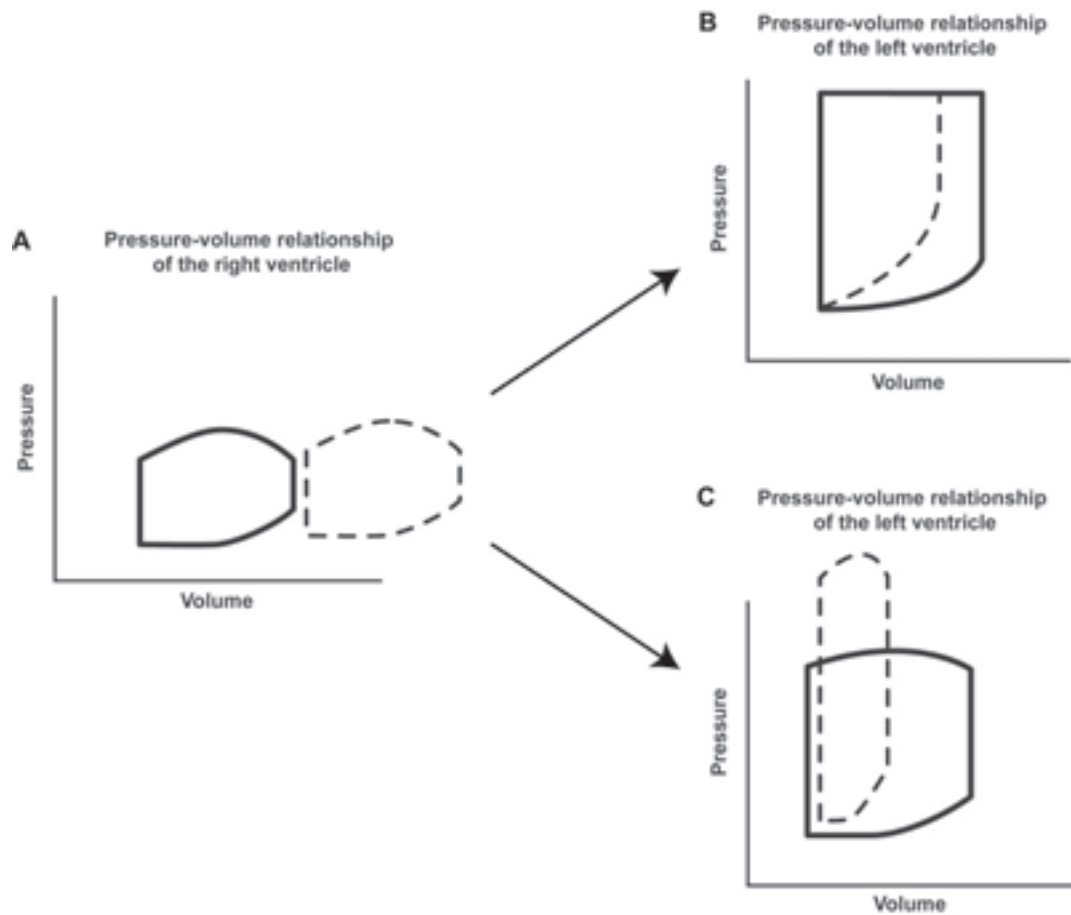 A
Pressure-volume relationship
of the right ventricle
Pressure
Volume
B
Pressure-volume relationship
of the left ventricle
Pressure
Volume
C
Pressure-volume relationship
of the left ventricle
Pressure
Volume